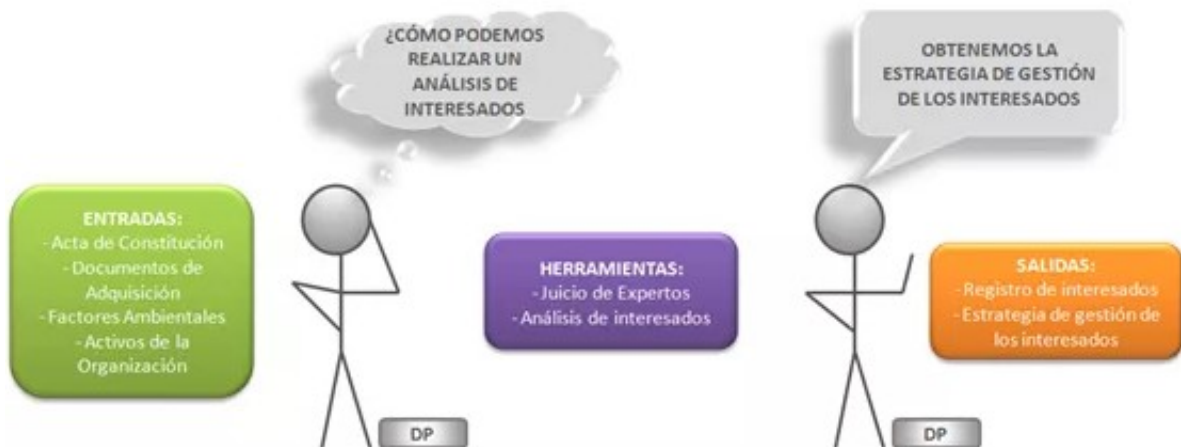 ¿CÓMO PODEMOS
REALIZAR UN
ANÁLISIS DE
INTERESADOS
OBTENEMOS LA
ESTRATEGIA DE GESTIÓN
DE LOS INTERESADOS
ENTRADAS:
- Acta de Constitución
- Documentos de
Adquisición
- Factores Ambientales
- Activos de la
Organización
HERRAMIENTAS:
- Juicio de Expertos
- Análisis de interesados
SALIDAS:
- Registro de interesados
- Estrategia de gestión de
los interesados
DP
DP